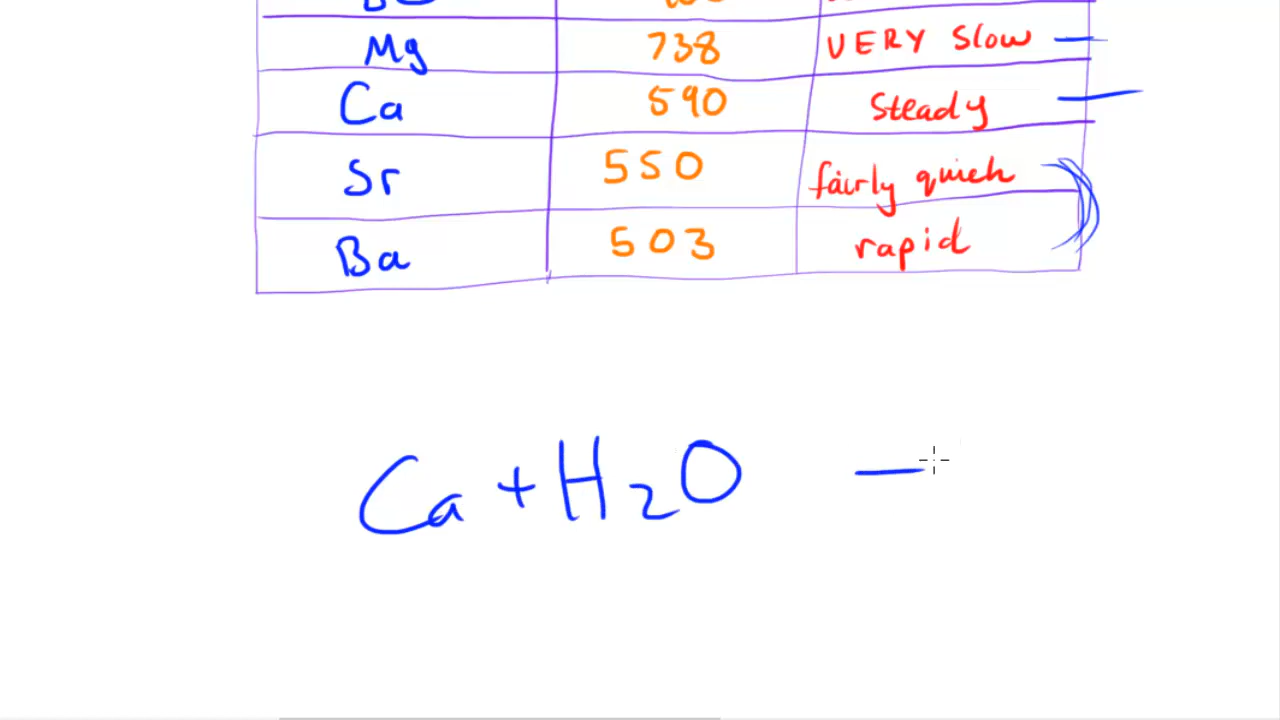 Mg 738 VERY Slow
Ca 590 Steady
Sr 550 fairly quick
Ba 503 rapid
Ca + H2O —